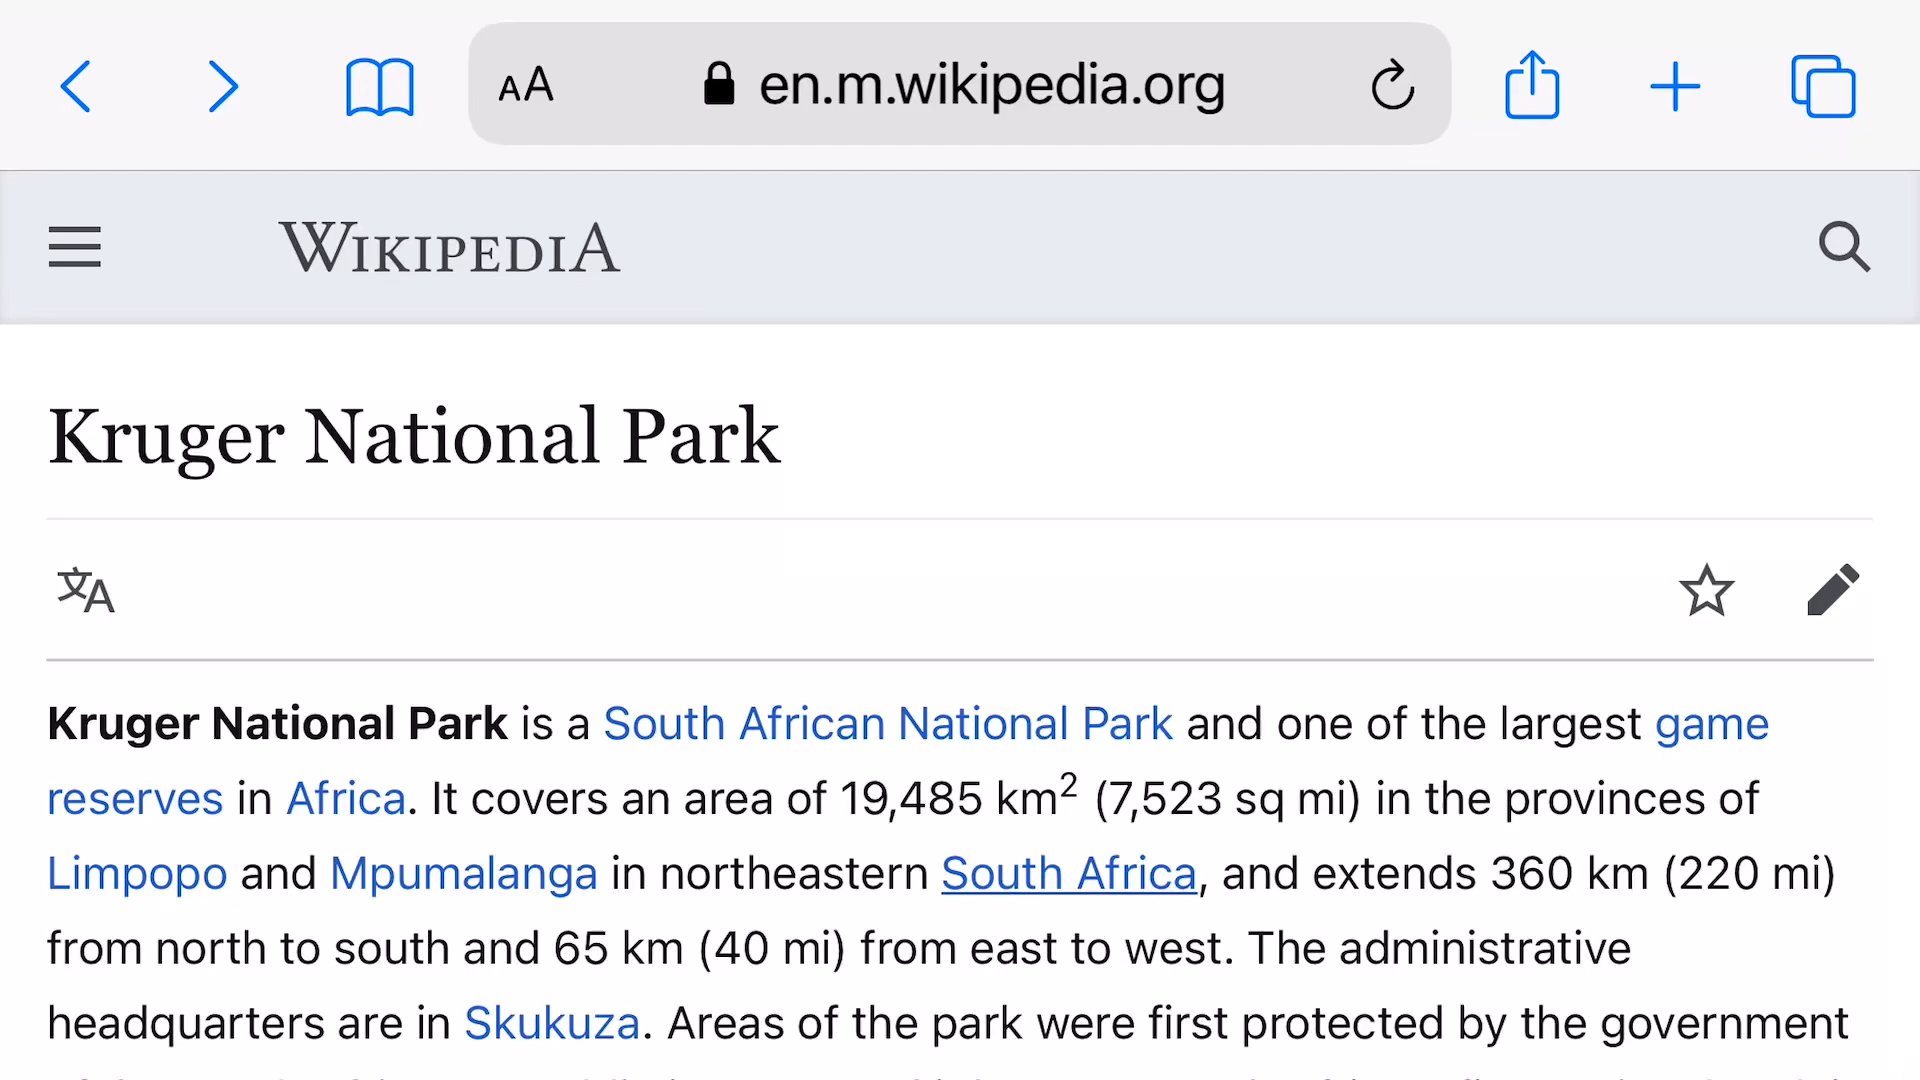 AA en.m.wikipedia.org
WIKIPEDIA
Kruger National Park
文A
Kruger National Park is a South African National Park and one of the largest game
reserves in Africa. It covers an area of 19,485 km² (7,523 sq mi) in the provinces of
Limpopo and Mpumalanga in northeastern South Africa, and extends 360 km (220 mi)
from north to south and 65 km (40 mi) from east to west. The administrative
headquarters are in Skukuza. Areas of the park were first protected by the government